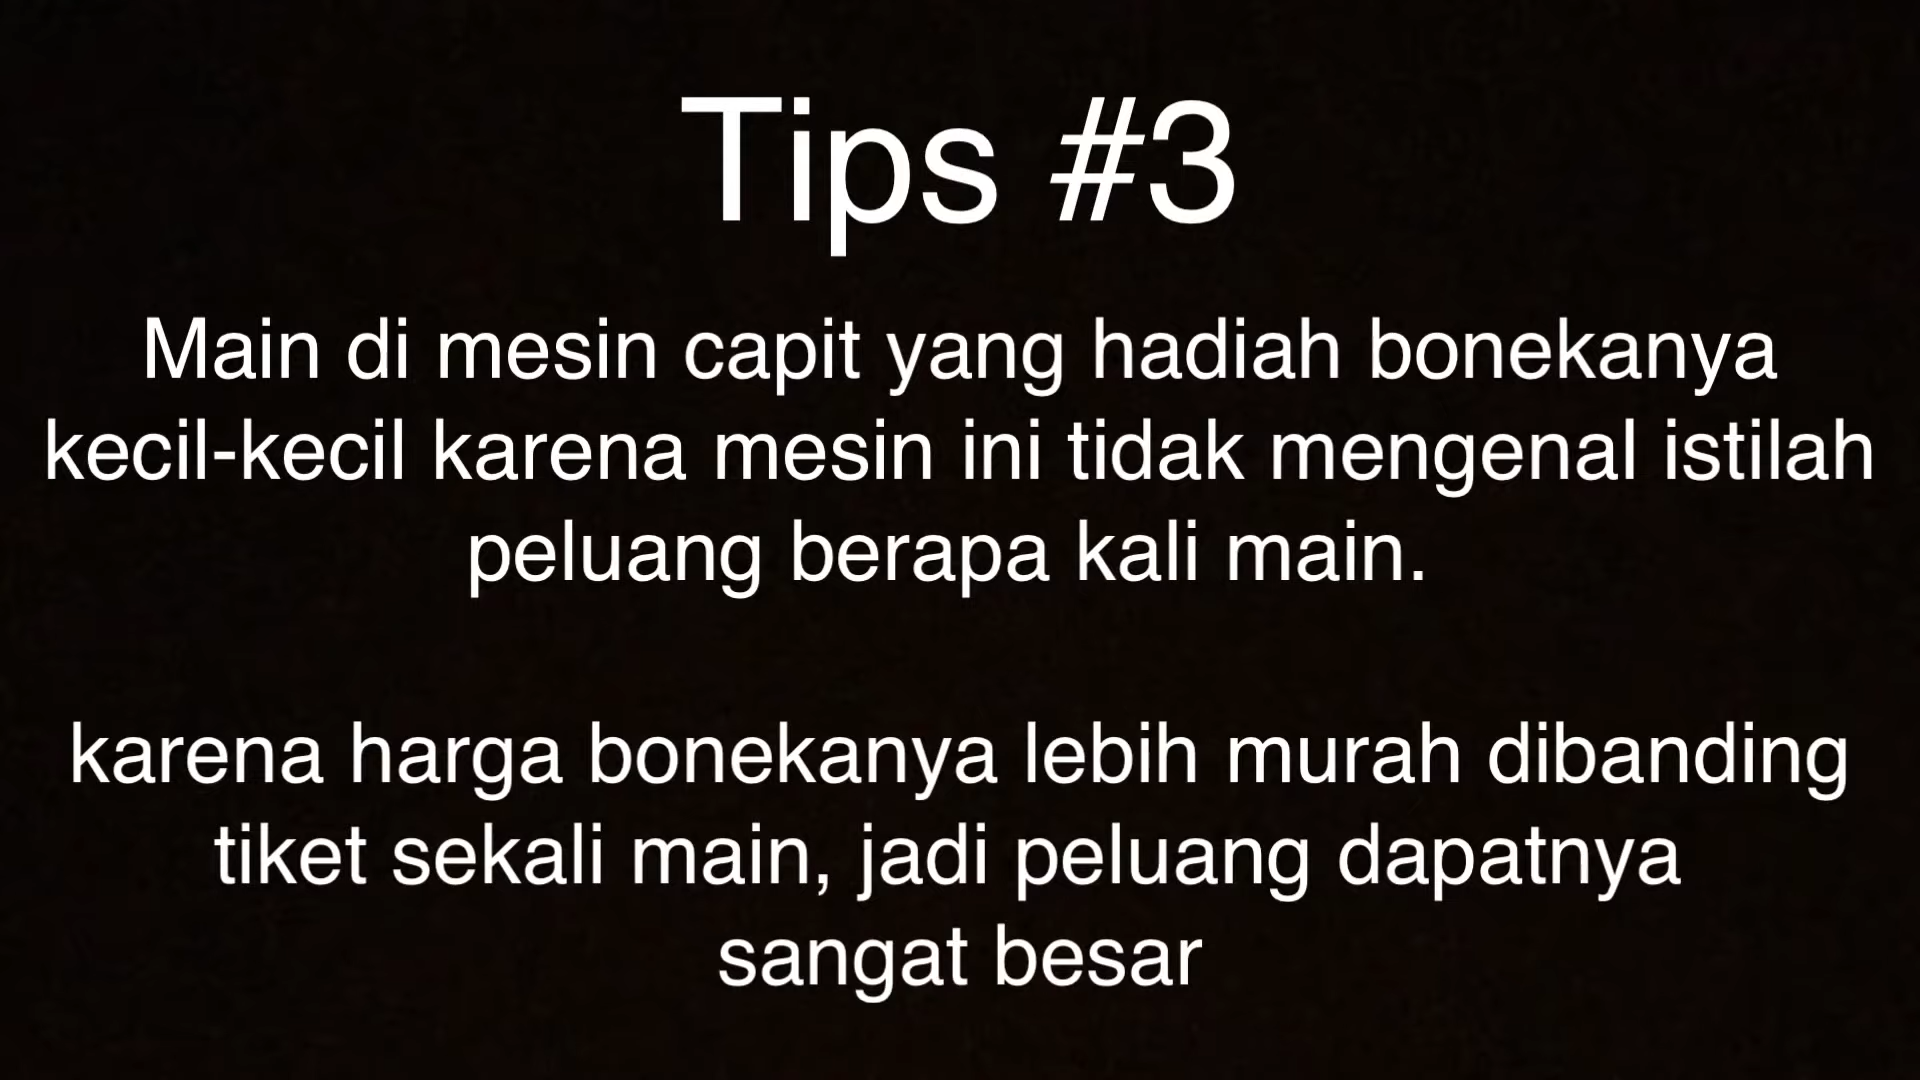 Tips #3
Main di mesin capit yang hadiah bonekanya
kecil-kecil karena mesin ini tidak mengenal istilah
peluang berapa kali main.
karena harga bonekanya lebih murah dibanding
tiket sekali main, jadi peluang dapatnya
sangat besar